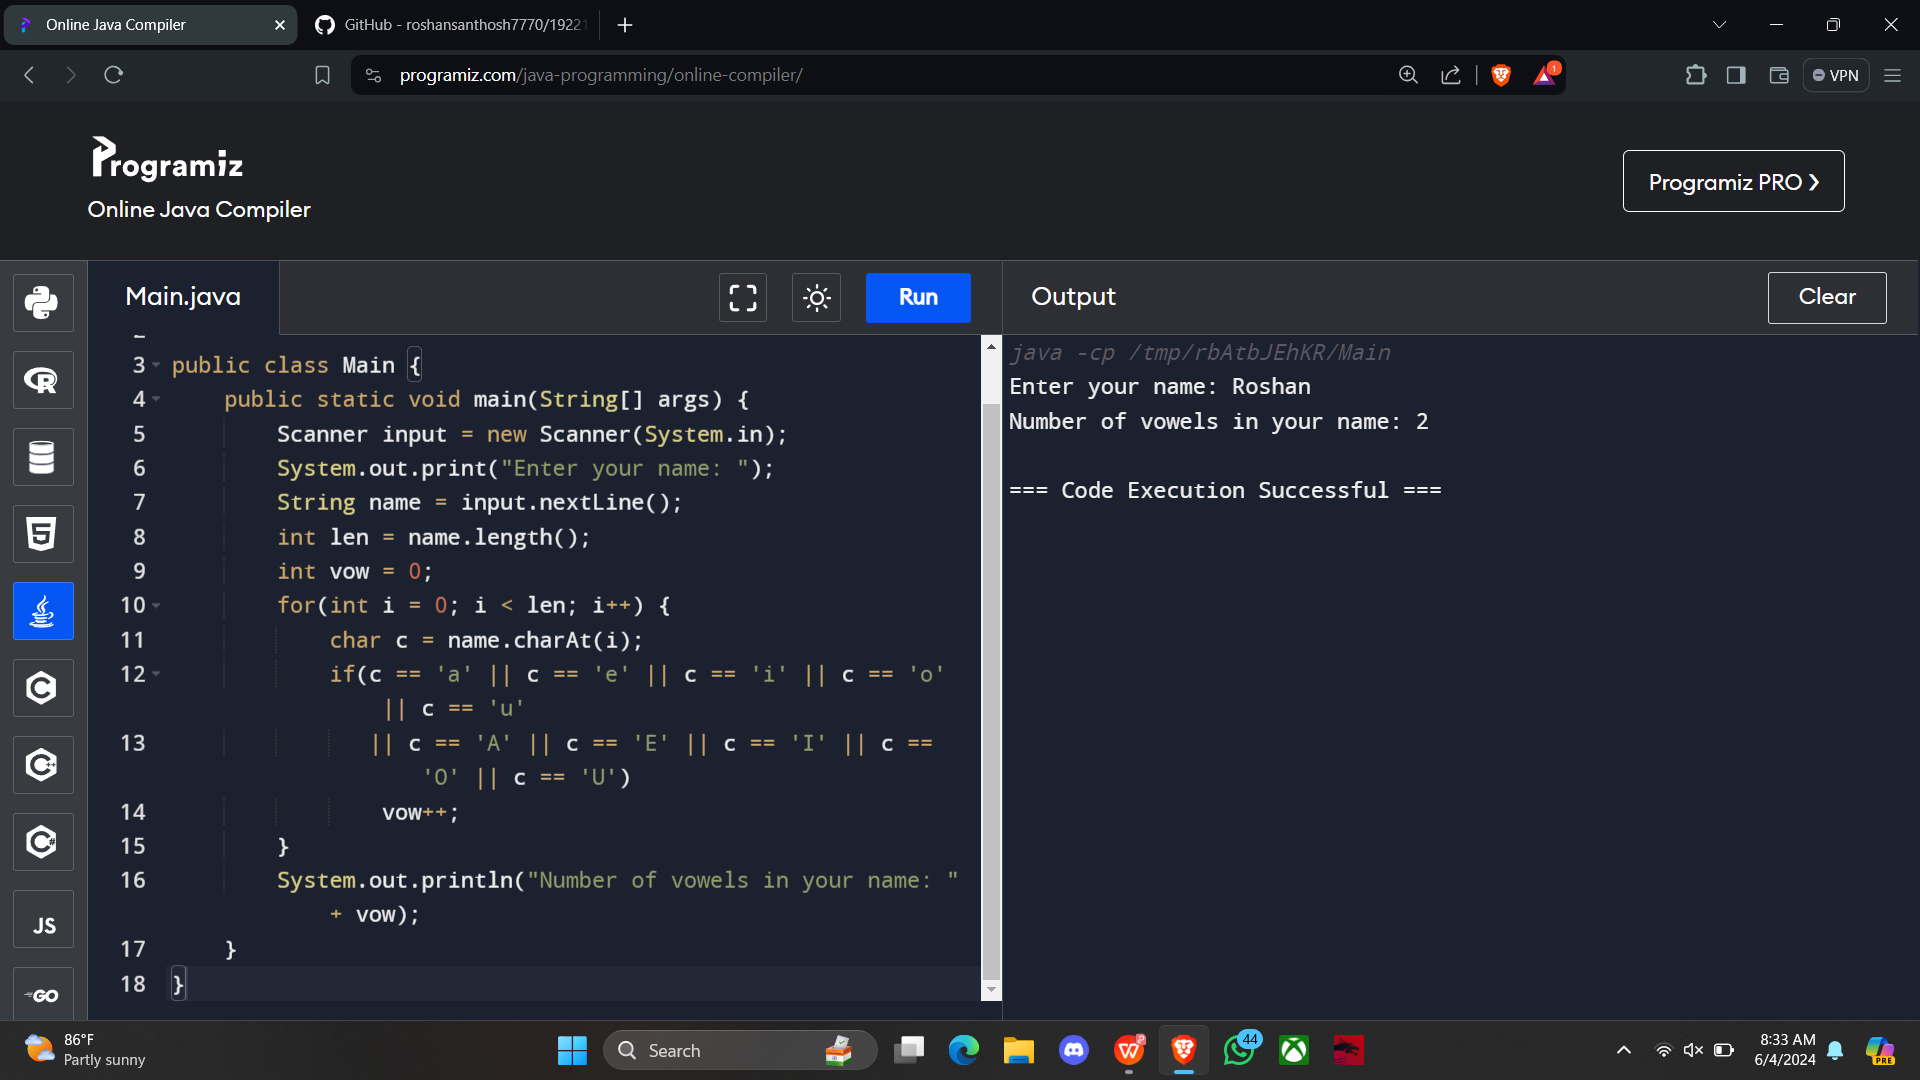 Online Java Compiler
GitHub - roshansanthosh7770/1922
programiz.com/java-programming/online-compiler/
1
VPN
Programiz
Online Java Compiler
Programiz PRO ❯
Main.java
Run
Output
Clear
3 public class Main {
4 public static void main(String[] args) {
5 Scanner input = new Scanner(System.in);
6 System.out.print("Enter your name: ");
7 String name = input.nextLine();
8 int len = name.length();
9 int vow = 0;
10 for(int i = 0; i < len; i++) {
11 char c = name.charAt(i);
12 if(c == 'a' || c == 'e' || c == 'i' || c == 'o'
|| c == 'u'
13 || c == 'A' || c == 'E' || c == 'I' || c ==
'O' || c == 'U')
14 vow++;
15 }
16 System.out.println("Number of vowels in your name: "
+ vow);
17 }
18 }
java -cp /tmp/rbAtbJEhKR/Main
Enter your name: Roshan
Number of vowels in your name: 2
=== Code Execution Successful ===
JS
GO
86°F
Partly sunny
Search
44
8:33 AM
6/4/2024
PRE